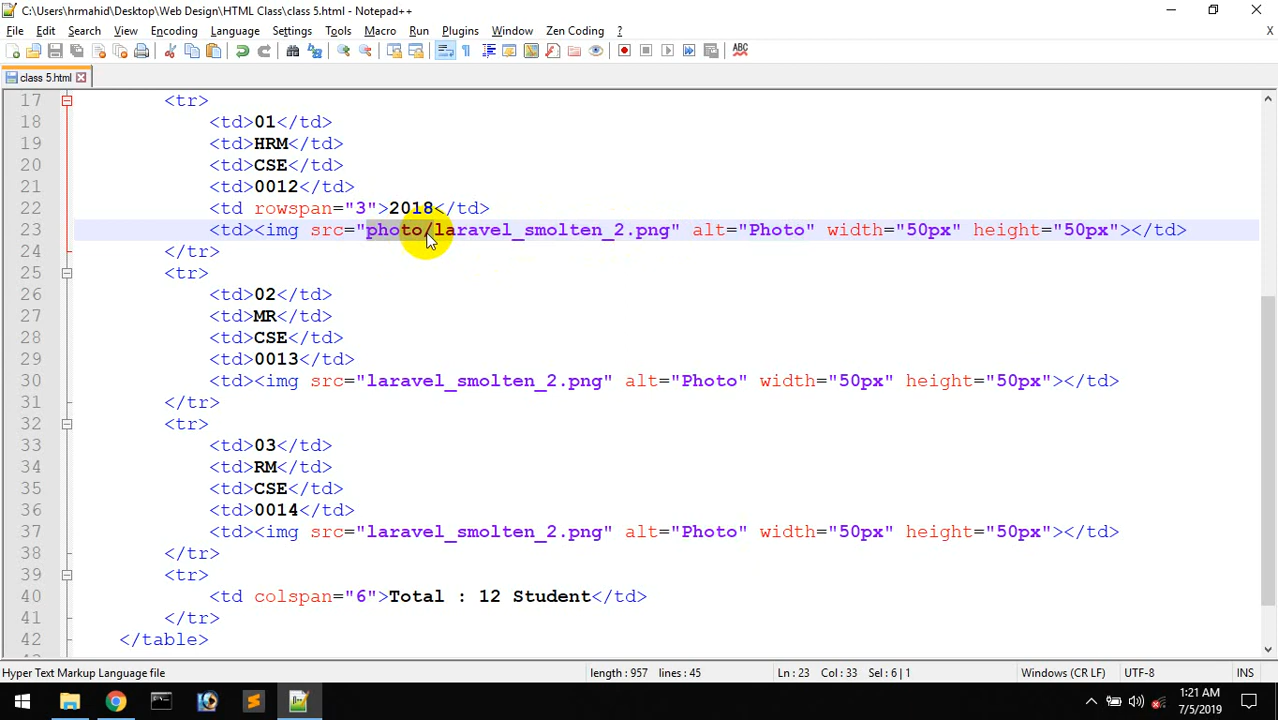 C:\Users\hrmahid\Desktop\Web Design\HTML Class\class 5.html - Notepad++
File Edit Search View Encoding Language Settings Tools Macro Run Plugins Window Zen Coding ? X
class 5.html
17 <tr>
18 <td>01</td>
19 <td>HRM</td>
20 <td>CSE</td>
21 <td>0012</td>
22 <td rowspan="3">2018</td>
23 <td><img src="photo/laravel_smolten_2.png" alt="Photo" width="50px" height="50px"></td>
24 </tr>
25 <tr>
26 <td>02</td>
27 <td>MR</td>
28 <td>CSE</td>
29 <td>0013</td>
30 <td><img src="laravel_smolten_2.png" alt="Photo" width="50px" height="50px"></td>
31 </tr>
32 <tr>
33 <td>03</td>
34 <td>RM</td>
35 <td>CSE</td>
36 <td>0014</td>
37 <td><img src="laravel_smolten_2.png" alt="Photo" width="50px" height="50px"></td>
38 </tr>
39 <tr>
40 <td colspan="6">Total : 12 Student</td>
41 </tr>
42 </table>
Hyper Text Markup Language file length : 957 lines : 45 Ln : 23 Col : 33 Sel : 6 | 1 Windows (CR LF) UTF-8 INS
1:21 AM
7/5/2019